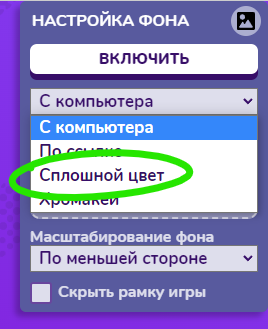 НАСТРОЙКА ФОНА
ВКЛЮЧИТЬ
С компьютера
С компьютера
По ссылке
Сплошной цвет
Хромакей
Масштабирование фона
По меньшей стороне
Скрыть рамку игры